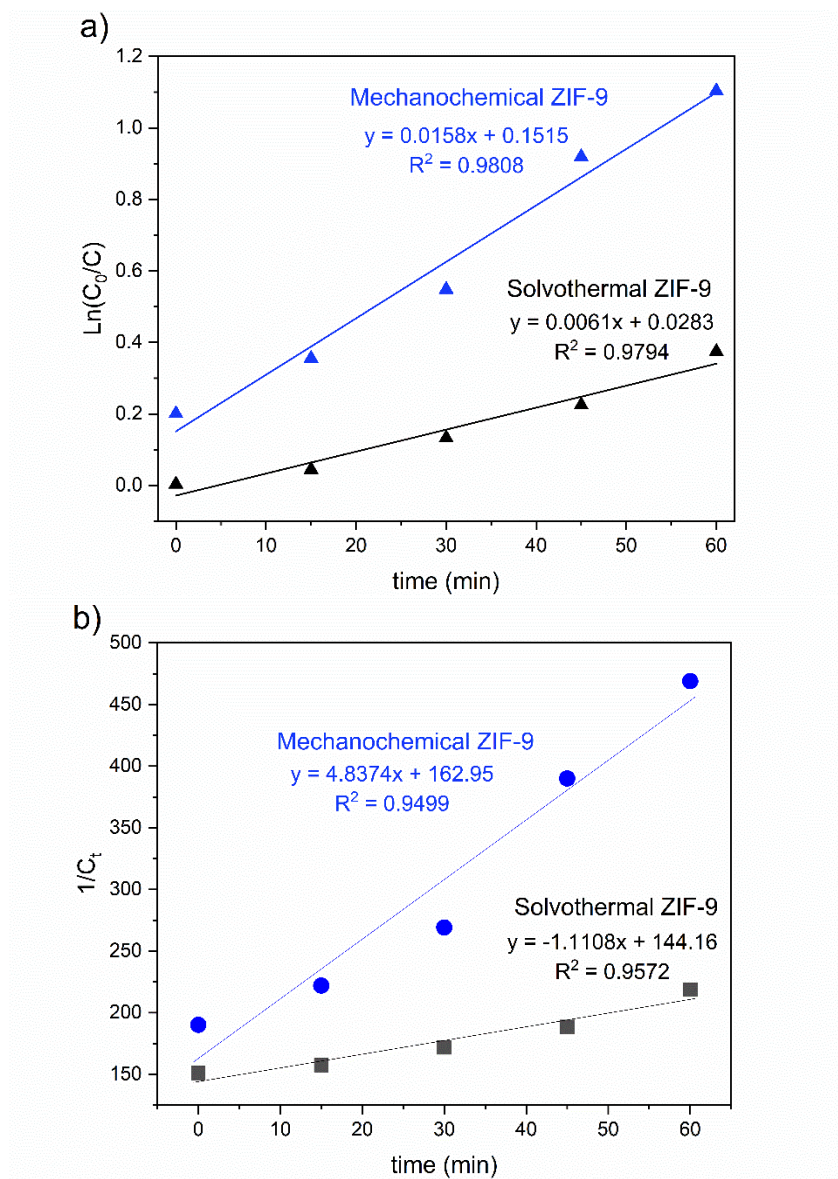 a)
1.2
1.0
0.8
0.6
0.4
0.2
0.0
Ln(C₀/C)
Mechanochemical ZIF-9
y = 0.0158x + 0.1515
R² = 0.9808
Solvothermal ZIF-9
y = 0.0061x + 0.0283
R² = 0.9794
0 10 20 30 40 50 60
time (min)
b)
500
450
400
350
300
250
200
150
1/Cₜ
Mechanochemical ZIF-9
y = 4.8374x + 162.95
R² = 0.9499
Solvothermal ZIF-9
y = -1.1108x + 144.16
R² = 0.9572
0 10 20 30 40 50 60
time (min)